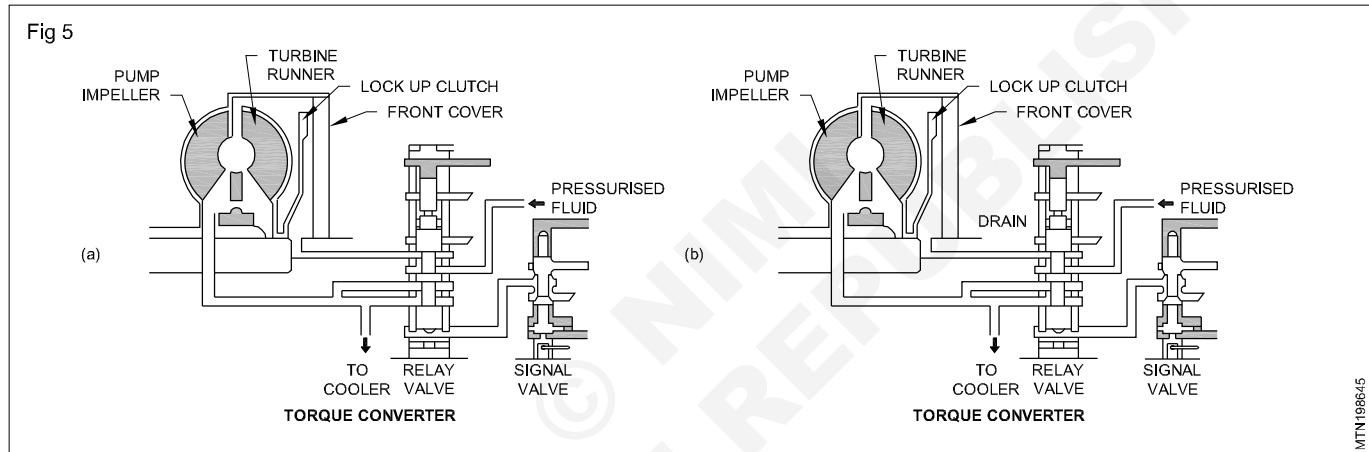 Fig 5
TURBINE
RUNNER
PUMP
IMPELLER
LOCK UP CLUTCH
FRONT COVER
PRESSURISED
FLUID
(a)
TO
COOLER
RELAY
VALVE
SIGNAL
VALVE
TORQUE CONVERTER
TURBINE
RUNNER
PUMP
IMPELLER
LOCK UP CLUTCH
FRONT COVER
PRESSURISED
FLUID
DRAIN
(b)
TO
COOLER
RELAY
VALVE
SIGNAL
VALVE
TORQUE CONVERTER
MTN198645
© NIMI
REPUBLIS